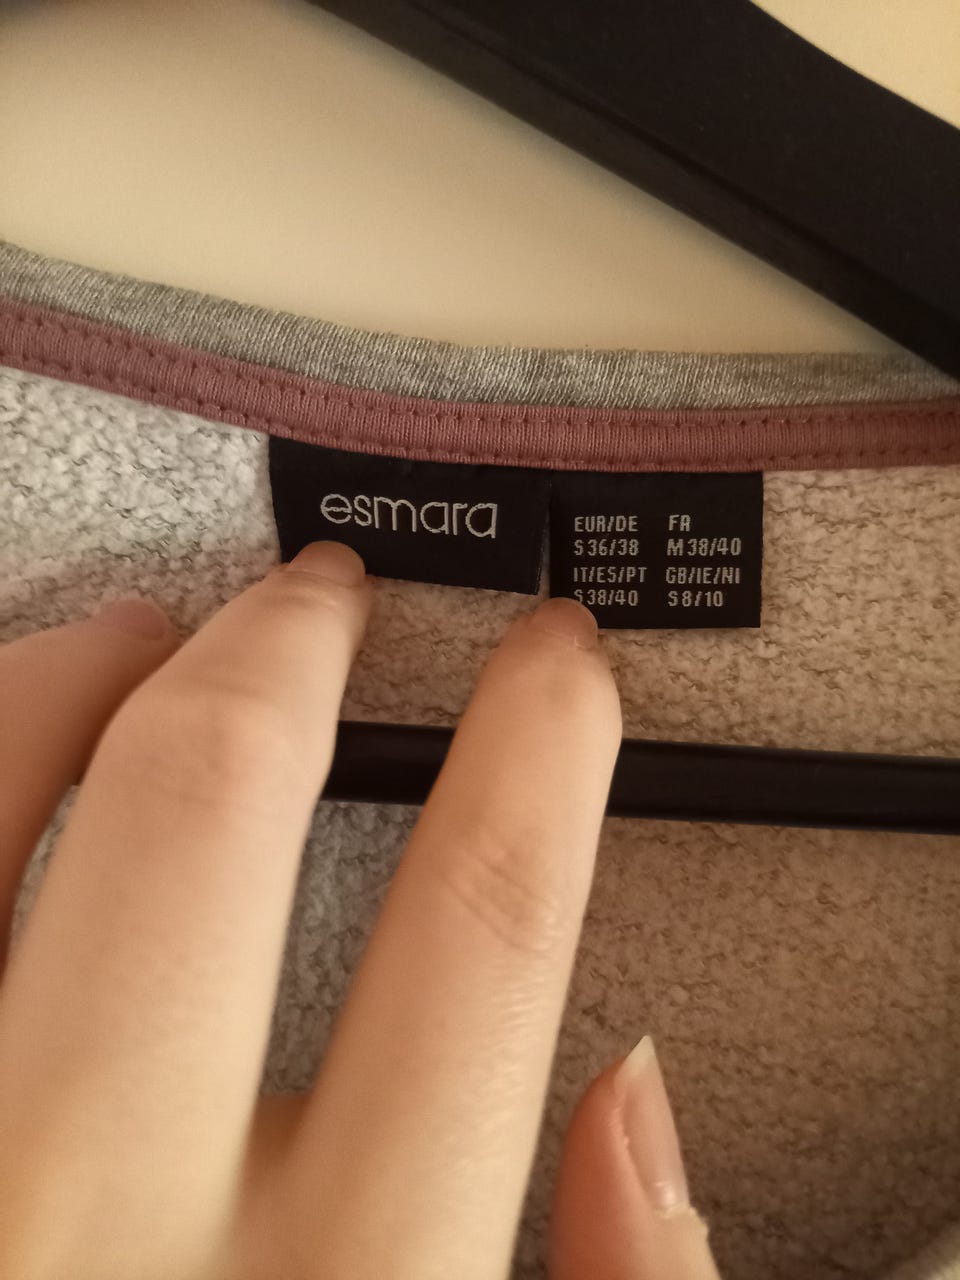 esmara
EUR/DE FR
S 36/38 M 38/40
IT/ES/PT GB/IE/NI
S 38/40 S 8/10